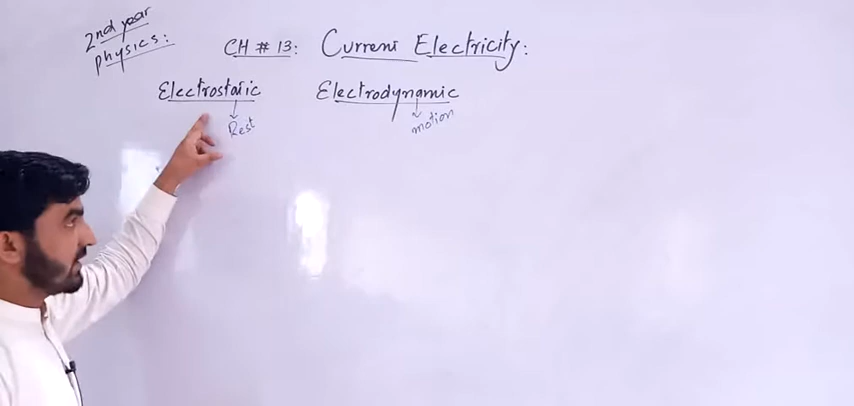 2nd year
physics:
CH # 13: Current Electricity:
Electrostatic Electrodynamic
Rest motion